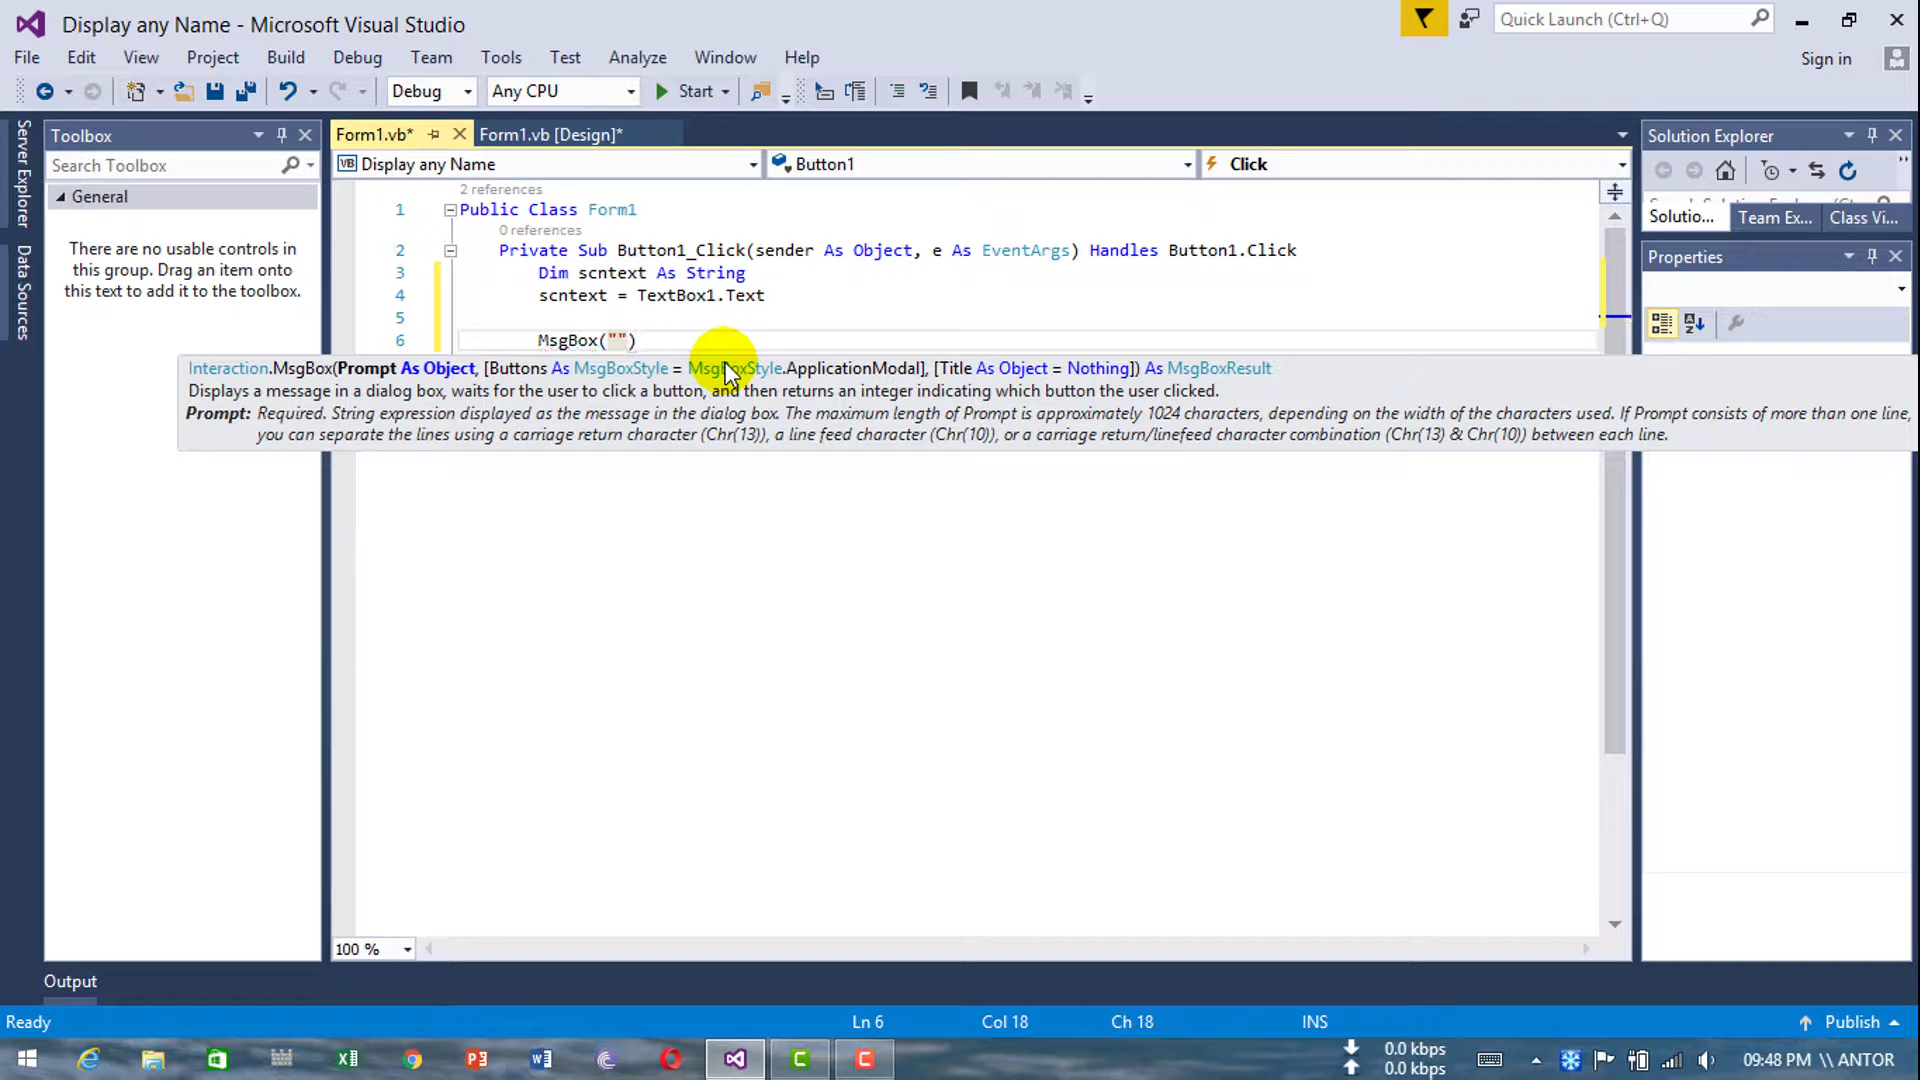 Display any Name - Microsoft Visual Studio
Quick Launch (Ctrl+Q)
File Edit View Project Build Debug Team Tools Test Analyze Window Help
Sign in
Debug Any CPU Start
Server Explorer
Data Sources
Toolbox
Search Toolbox
General
There are no usable controls in
this group. Drag an item onto
this text to add it to the toolbox.
Form1.vb* Form1.vb [Design]*
VB Display any Name Button1 Click
2 references
1 Public Class Form1
0 references
2 Private Sub Button1_Click(sender As Object, e As EventArgs) Handles Button1.Click
3 Dim scntext As String
4 scntext = TextBox1.Text
5
6 MsgBox("")
Interaction.MsgBox(Prompt As Object, [Buttons As MsgBoxStyle = MsgBoxStyle.ApplicationModal], [Title As Object = Nothing]) As MsgBoxResult
Displays a message in a dialog box, waits for the user to click a button, and then returns an integer indicating which button the user clicked.
Prompt: Required. String expression displayed as the message in the dialog box. The maximum length of Prompt is approximately 1024 characters, depending on the width of the characters used. If Prompt consists of more than one line,
you can separate the lines using a carriage return character (Chr(13)), a line feed character (Chr(10)), or a carriage return/linefeed character combination (Chr(13) & Chr(10)) between each line.
100 %
Solution Explorer
Solutio... Team Ex... Class Vi...
Properties
Output
Ready Ln 6 Col 18 Ch 18 INS Publish
0.0 kbps
0.0 kbps
09:48 PM \\ ANTOR